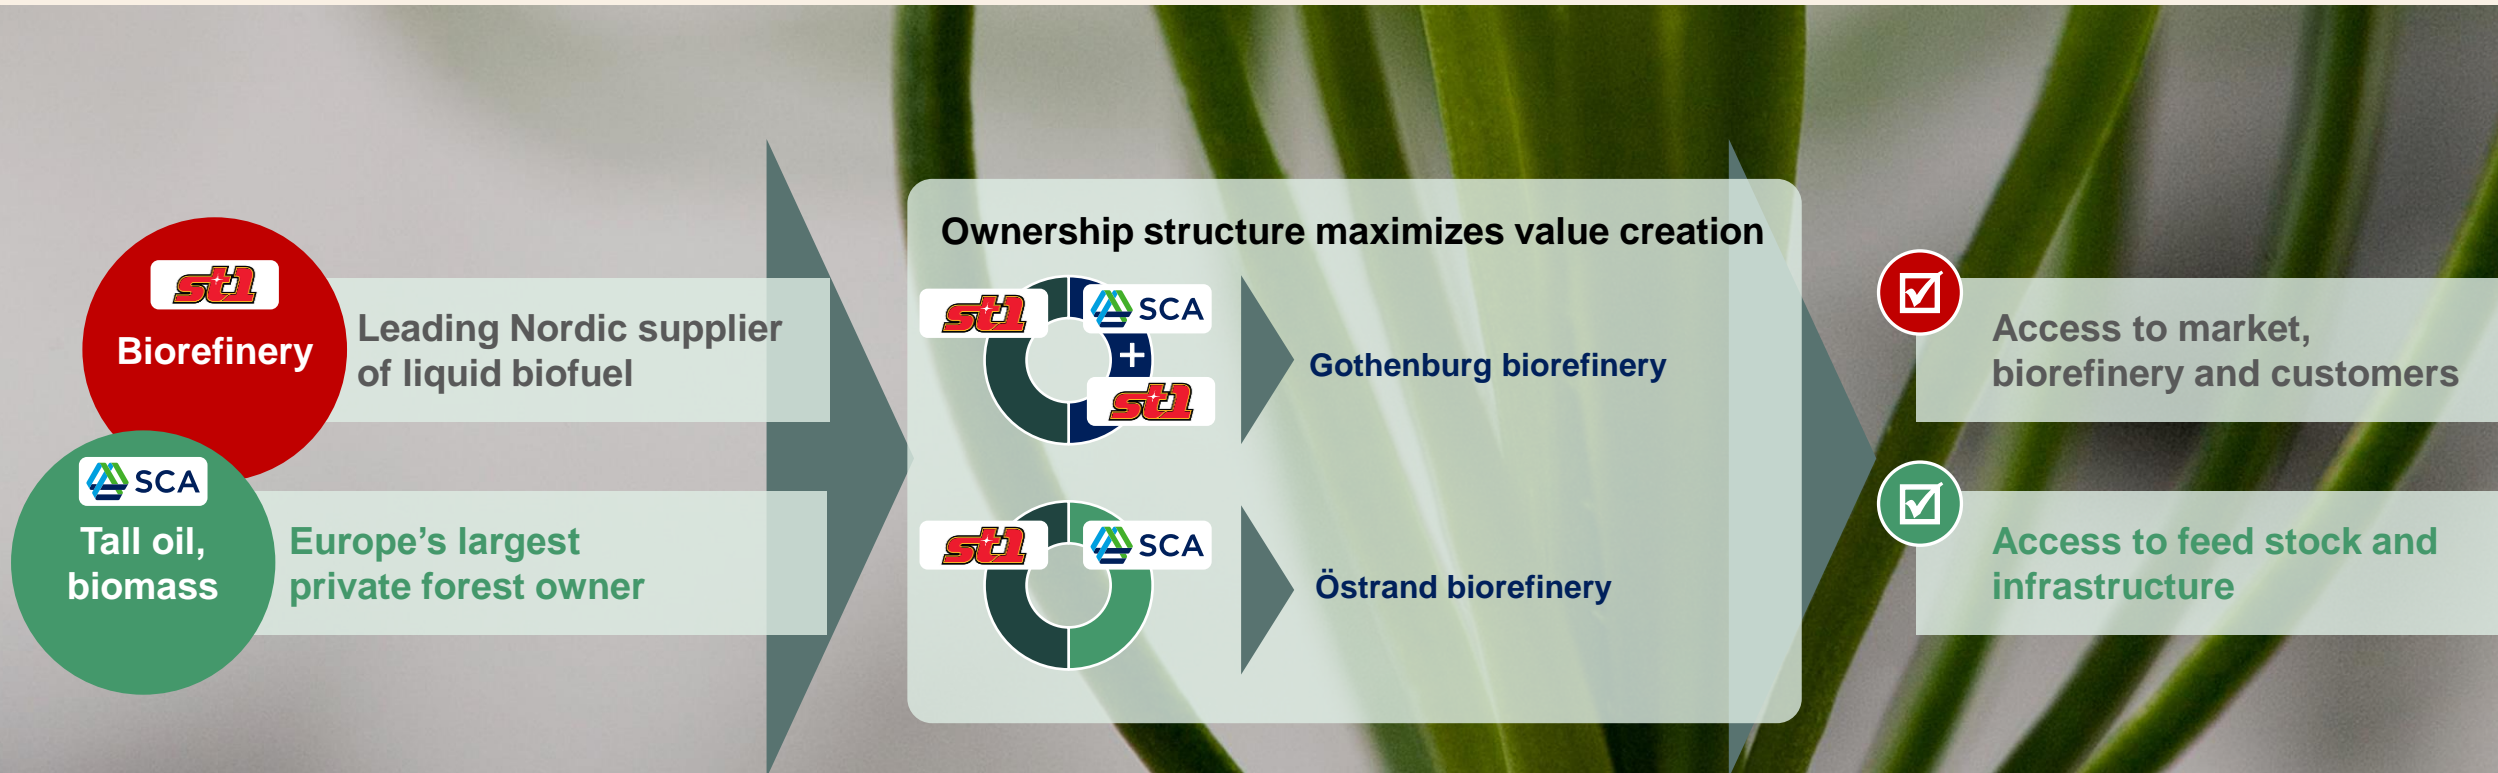 st1
Biorefinery
Leading Nordic supplier
of liquid biofuel
SCA
Tall oil,
biomass
Europe’s largest
private forest owner
Ownership structure maximizes value creation
st1
SCA
+
st1
Gothenburg biorefinery
st1
SCA
Östrand biorefinery
Access to market,
biorefinery and customers
Access to feed stock and
infrastructure